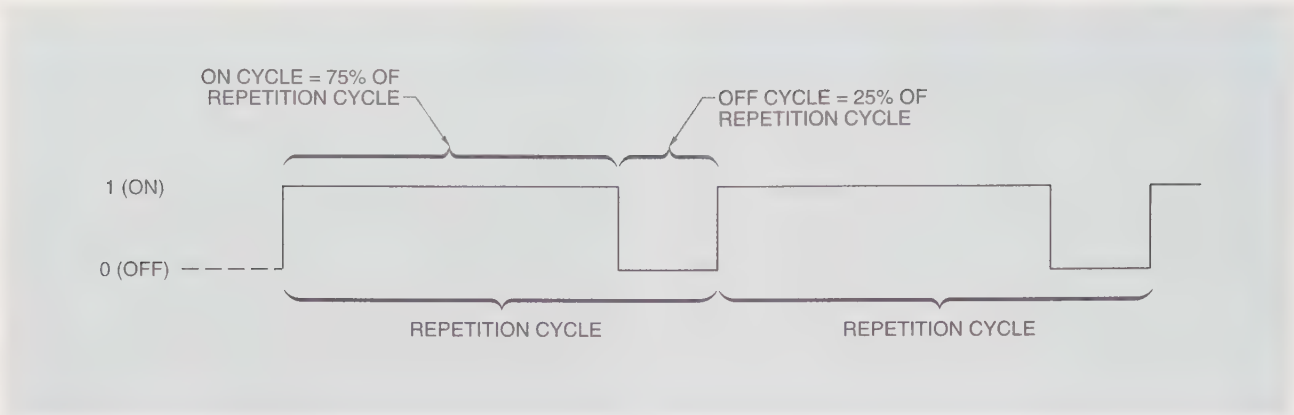 ON CYCLE = 75% OF
REPETITION CYCLE
OFF CYCLE = 25% OF
REPETITION CYCLE
1 (ON)
0 (OFF)
REPETITION CYCLE
REPETITION CYCLE